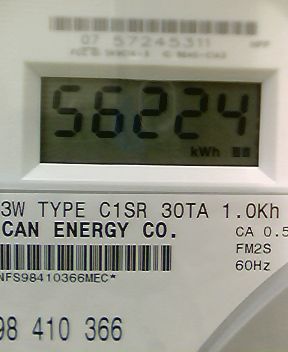 07 57245311
56224
kWh
3W TYPE C1SR 30TA 1.0Kh
CAN ENERGY CO. CA 0.5
FM2S
60Hz
NFS98410366MEC*
98 410 366